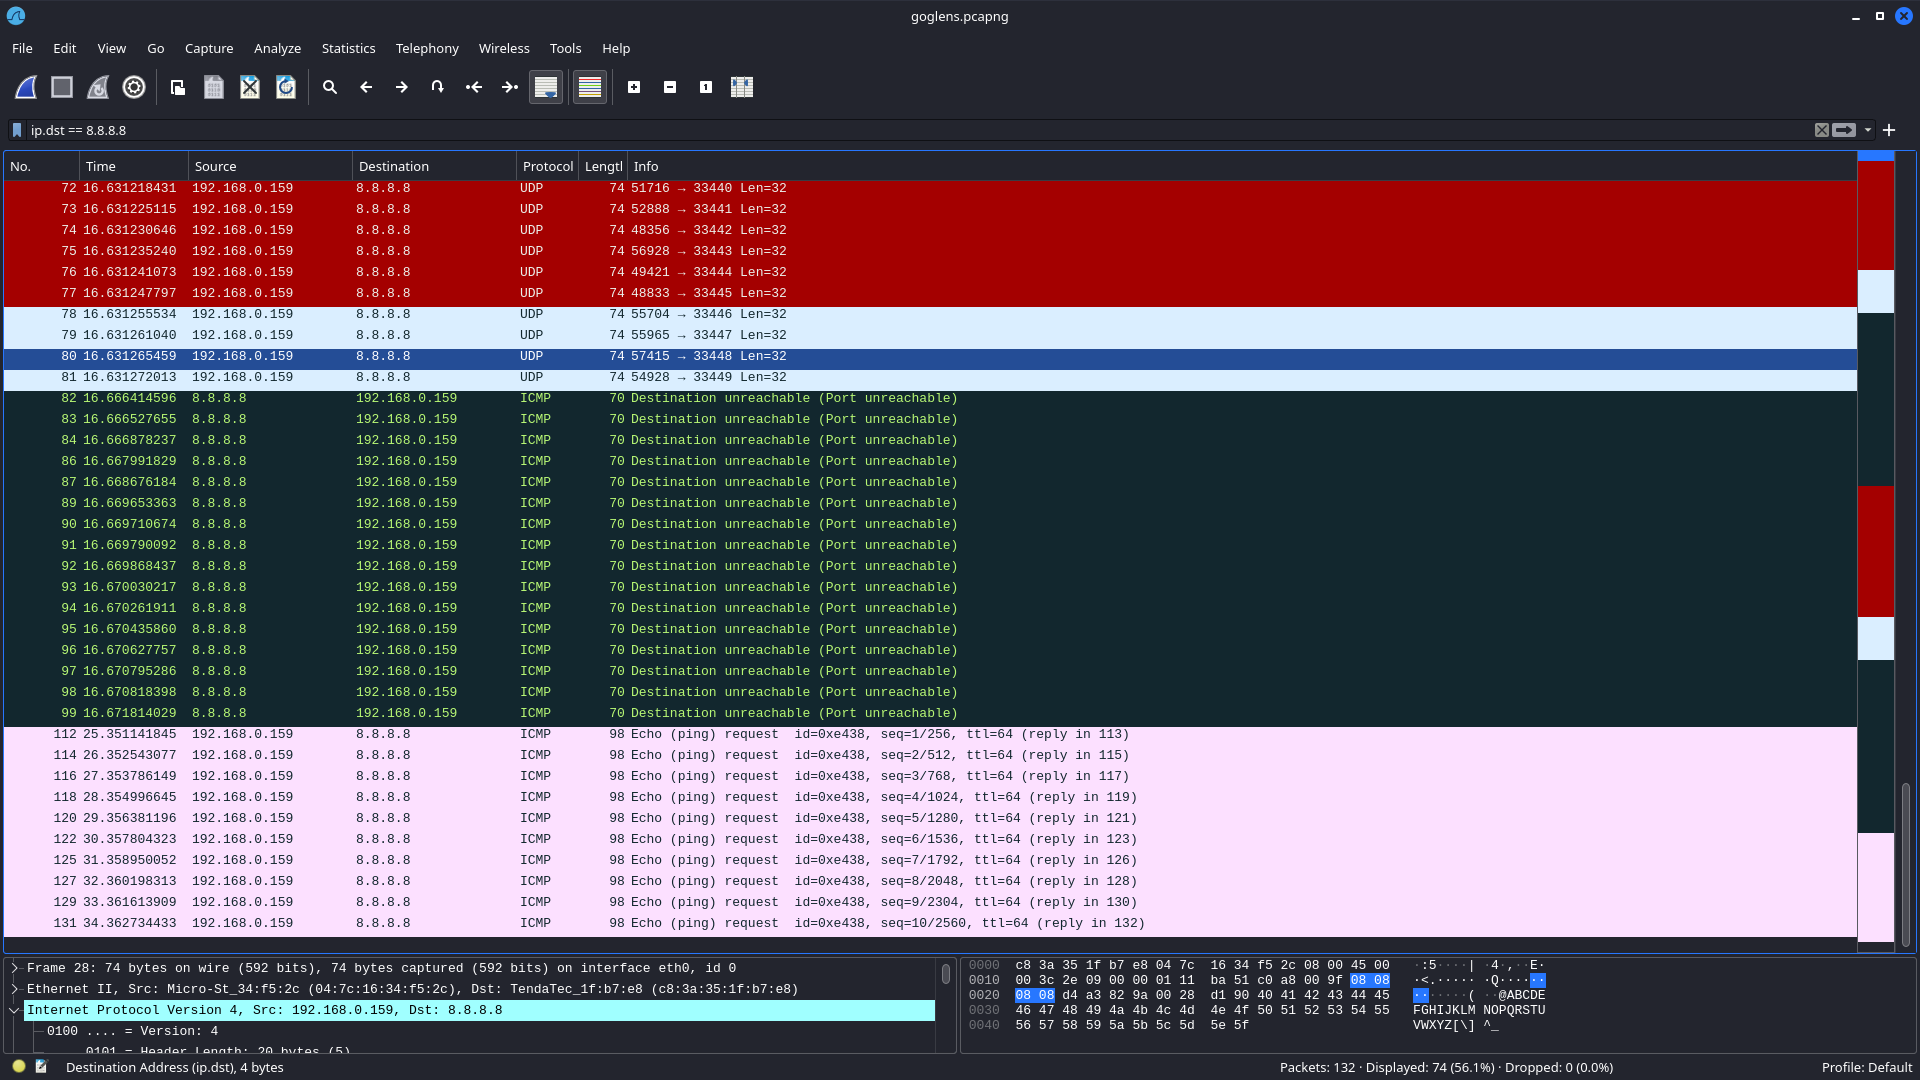 goglens.pcapng
File Edit View Go Capture Analyze Statistics Telephony Wireless Tools Help
ip.dst == 8.8.8.8
No. Time Source Destination Protocol Lengtl Info
72 16.631218431 192.168.0.159 8.8.8.8 UDP 74 51716 → 33440 Len=32
73 16.631225115 192.168.0.159 8.8.8.8 UDP 74 52888 → 33441 Len=32
74 16.631230646 192.168.0.159 8.8.8.8 UDP 74 48356 → 33442 Len=32
75 16.631235240 192.168.0.159 8.8.8.8 UDP 74 56928 → 33443 Len=32
76 16.631241073 192.168.0.159 8.8.8.8 UDP 74 49421 → 33444 Len=32
77 16.631247797 192.168.0.159 8.8.8.8 UDP 74 48833 → 33445 Len=32
78 16.631255534 192.168.0.159 8.8.8.8 UDP 74 55704 → 33446 Len=32
79 16.631261040 192.168.0.159 8.8.8.8 UDP 74 55965 → 33447 Len=32
80 16.631265459 192.168.0.159 8.8.8.8 UDP 74 57415 → 33448 Len=32
81 16.631272013 192.168.0.159 8.8.8.8 UDP 74 54928 → 33449 Len=32
82 16.666414596 8.8.8.8 192.168.0.159 ICMP 70 Destination unreachable (Port unreachable)
83 16.666527655 8.8.8.8 192.168.0.159 ICMP 70 Destination unreachable (Port unreachable)
84 16.666878237 8.8.8.8 192.168.0.159 ICMP 70 Destination unreachable (Port unreachable)
86 16.667991829 8.8.8.8 192.168.0.159 ICMP 70 Destination unreachable (Port unreachable)
87 16.668676184 8.8.8.8 192.168.0.159 ICMP 70 Destination unreachable (Port unreachable)
89 16.669653363 8.8.8.8 192.168.0.159 ICMP 70 Destination unreachable (Port unreachable)
90 16.669710674 8.8.8.8 192.168.0.159 ICMP 70 Destination unreachable (Port unreachable)
91 16.669790092 8.8.8.8 192.168.0.159 ICMP 70 Destination unreachable (Port unreachable)
92 16.669868437 8.8.8.8 192.168.0.159 ICMP 70 Destination unreachable (Port unreachable)
93 16.670030217 8.8.8.8 192.168.0.159 ICMP 70 Destination unreachable (Port unreachable)
94 16.670261911 8.8.8.8 192.168.0.159 ICMP 70 Destination unreachable (Port unreachable)
95 16.670435860 8.8.8.8 192.168.0.159 ICMP 70 Destination unreachable (Port unreachable)
96 16.670627757 8.8.8.8 192.168.0.159 ICMP 70 Destination unreachable (Port unreachable)
97 16.670795286 8.8.8.8 192.168.0.159 ICMP 70 Destination unreachable (Port unreachable)
98 16.670818398 8.8.8.8 192.168.0.159 ICMP 70 Destination unreachable (Port unreachable)
99 16.671814029 8.8.8.8 192.168.0.159 ICMP 70 Destination unreachable (Port unreachable)
112 25.351141845 192.168.0.159 8.8.8.8 ICMP 98 Echo (ping) request id=0xe438, seq=1/256, ttl=64 (reply in 113)
114 26.352543077 192.168.0.159 8.8.8.8 ICMP 98 Echo (ping) request id=0xe438, seq=2/512, ttl=64 (reply in 115)
116 27.353786149 192.168.0.159 8.8.8.8 ICMP 98 Echo (ping) request id=0xe438, seq=3/768, ttl=64 (reply in 117)
118 28.354996645 192.168.0.159 8.8.8.8 ICMP 98 Echo (ping) request id=0xe438, seq=4/1024, ttl=64 (reply in 119)
120 29.356381196 192.168.0.159 8.8.8.8 ICMP 98 Echo (ping) request id=0xe438, seq=5/1280, ttl=64 (reply in 121)
122 30.357804323 192.168.0.159 8.8.8.8 ICMP 98 Echo (ping) request id=0xe438, seq=6/1536, ttl=64 (reply in 123)
125 31.358950052 192.168.0.159 8.8.8.8 ICMP 98 Echo (ping) request id=0xe438, seq=7/1792, ttl=64 (reply in 126)
127 32.360198313 192.168.0.159 8.8.8.8 ICMP 98 Echo (ping) request id=0xe438, seq=8/2048, ttl=64 (reply in 128)
129 33.361613909 192.168.0.159 8.8.8.8 ICMP 98 Echo (ping) request id=0xe438, seq=9/2304, ttl=64 (reply in 130)
131 34.362734433 192.168.0.159 8.8.8.8 ICMP 98 Echo (ping) request id=0xe438, seq=10/2560, ttl=64 (reply in 132)
Frame 28: 74 bytes on wire (592 bits), 74 bytes captured (592 bits) on interface eth0, id 0
Ethernet II, Src: Micro-St_34:f5:2c (04:7c:16:34:f5:2c), Dst: TendaTec_1f:b7:e8 (c8:3a:35:1f:b7:e8)
Internet Protocol Version 4, Src: 192.168.0.159, Dst: 8.8.8.8
0100 .... = Version: 4
.... 0101 = Header Length: 20 bytes (5)
0000 c8 3a 35 1f b7 e8 04 7c 16 34 f5 2c 08 00 45 00 ·:5····| ·4·,··E·
0010 00 3c 2e 09 00 00 01 11 ba 51 c0 a8 00 9f 08 08 ·<.····· ·Q······
0020 08 08 d4 a3 82 9a 00 28 d1 90 40 41 42 43 44 45 ·······( ··@ABCDE
0030 46 47 48 49 4a 4b 4c 4d 4e 4f 50 51 52 53 54 55 FGHIJKLM NOPQRSTU
0040 56 57 58 59 5a 5b 5c 5d 5e 5f VWXYZ[\] ^_
Destination Address (ip.dst), 4 bytes Packets: 132 · Displayed: 74 (56.1%) · Dropped: 0 (0.0%) Profile: Default